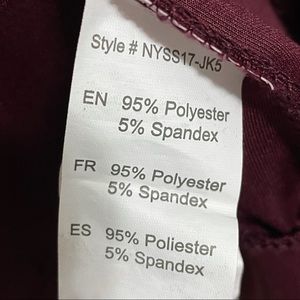 Style # NYSS17-JK5
EN 95% Polyester
5% Spandex
FR 95% Polyester
5% Spandex
ES 95% Poliester
5% Spandex